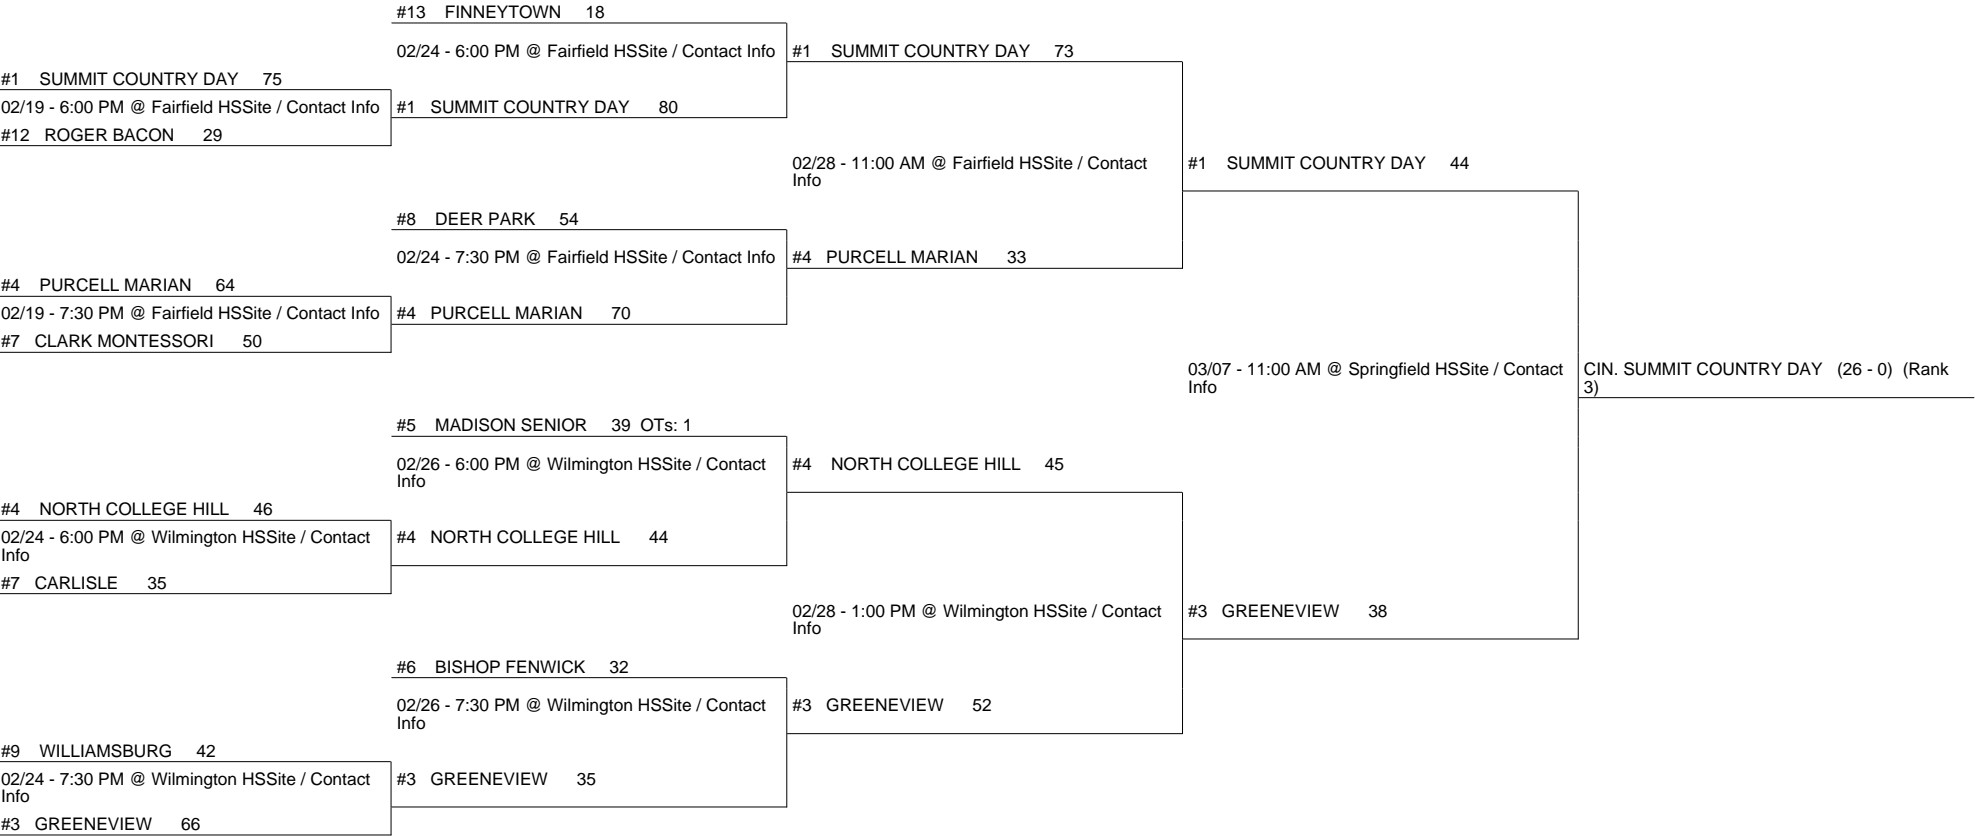 #13 FINNEYTOWN 18
02/24 - 6:00 PM @ Fairfield HSSite / Contact Info
#1 SUMMIT COUNTRY DAY 73
#1 SUMMIT COUNTRY DAY 75
02/19 - 6:00 PM @ Fairfield HSSite / Contact Info
#1 SUMMIT COUNTRY DAY 80
#12 ROGER BACON 29
02/28 - 11:00 AM @ Fairfield HSSite / Contact
Info
#1 SUMMIT COUNTRY DAY 44
#8 DEER PARK 54
02/24 - 7:30 PM @ Fairfield HSSite / Contact Info
#4 PURCELL MARIAN 33
#4 PURCELL MARIAN 64
02/19 - 7:30 PM @ Fairfield HSSite / Contact Info
#4 PURCELL MARIAN 70
#7 CLARK MONTESSORI 50
03/07 - 11:00 AM @ Springfield HSSite / Contact
Info
CIN. SUMMIT COUNTRY DAY (26 - 0) (Rank
3)
#5 MADISON SENIOR 39 OTs: 1
02/26 - 6:00 PM @ Wilmington HSSite / Contact
Info
#4 NORTH COLLEGE HILL 45
#4 NORTH COLLEGE HILL 46
02/24 - 6:00 PM @ Wilmington HSSite / Contact
Info
#4 NORTH COLLEGE HILL 44
#7 CARLISLE 35
02/28 - 1:00 PM @ Wilmington HSSite / Contact
Info
#3 GREENEVIEW 38
#6 BISHOP FENWICK 32
02/26 - 7:30 PM @ Wilmington HSSite / Contact
Info
#3 GREENEVIEW 52
#9 WILLIAMSBURG 42
02/24 - 7:30 PM @ Wilmington HSSite / Contact
Info
#3 GREENEVIEW 35
#3 GREENEVIEW 66